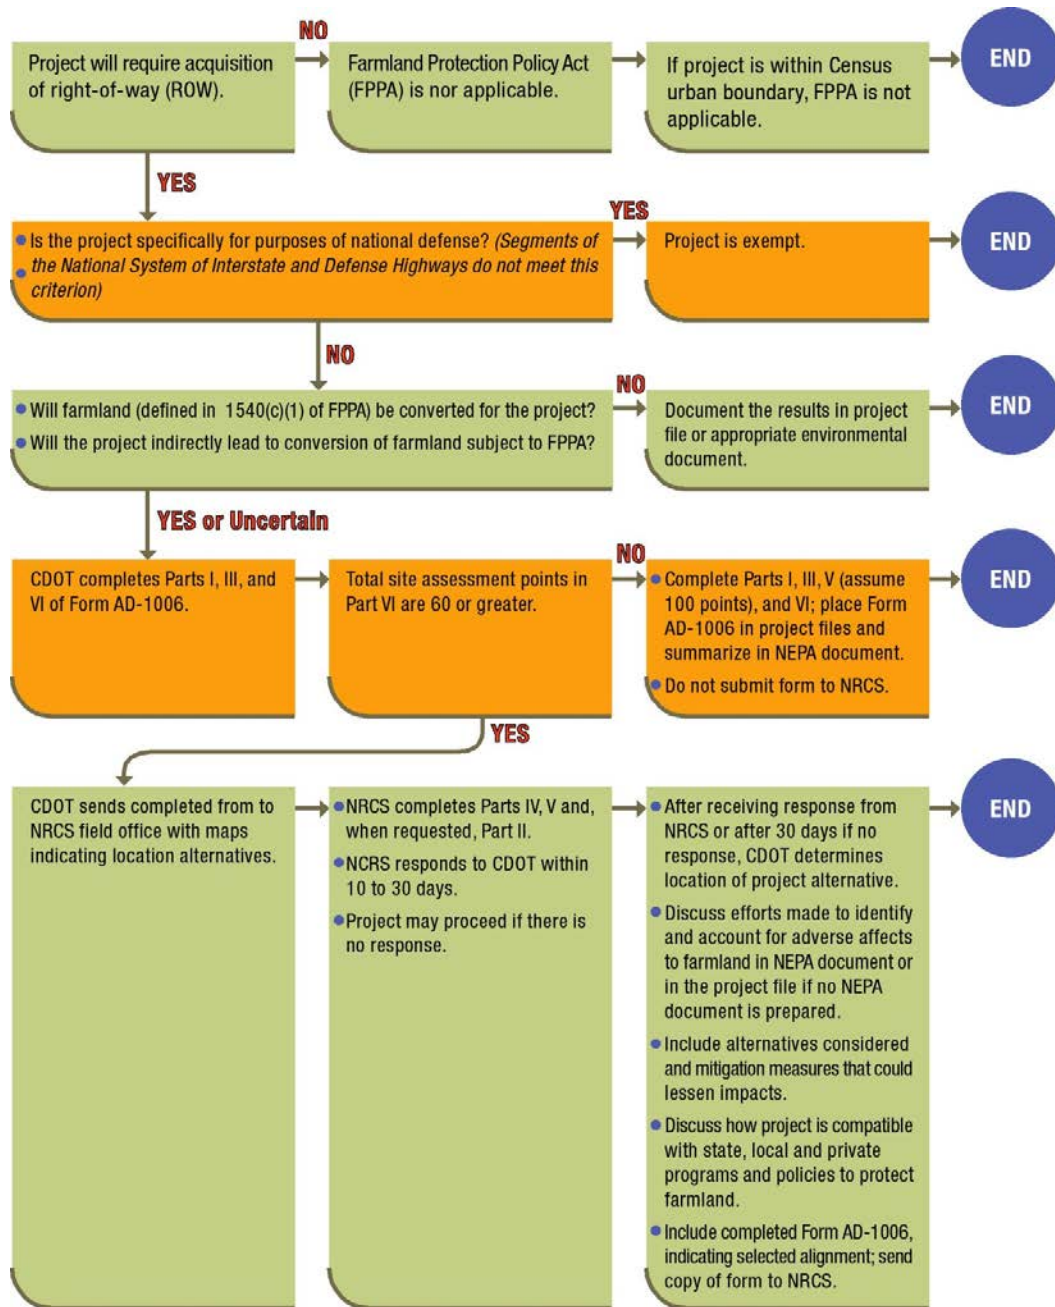 NO
Project will require acquisition
of right-of-way (ROW).
Farmland Protection Policy Act
(FPPA) is nor applicable.
If project is within Census
urban boundary, FPPA is not
applicable.
END
YES
Is the project specifically for purposes of national defense? (Segments of
the National System of Interstate and Defense Highways do not meet this
criterion)
YES
Project is exempt.
END
NO
Will farmland (defined in 1540(c)(1) of FPPA) be converted for the project?
Will the project indirectly lead to conversion of farmland subject to FPPA?
NO
Document the results in project
file or appropriate environmental
document.
END
YES or Uncertain
CDOT completes Parts I, III, and
VI of Form AD-1006.
Total site assessment points in
Part VI are 60 or greater.
NO
Complete Parts I, III, V (assume
100 points), and VI; place Form
AD-1006 in project files and
summarize in NEPA document.
Do not submit form to NRCS.
END
YES
CDOT sends completed from to
NRCS field office with maps
indicating location alternatives.
NRCS completes Parts IV, V and,
when requested, Part II.
NCRS responds to CDOT within
10 to 30 days.
Project may proceed if there is
no response.
After receiving response from
NRCS or after 30 days if no
response, CDOT determines
location of project alternative.
Discuss efforts made to identify
and account for adverse affects
to farmland in NEPA document or
in the project file if no NEPA
document is prepared.
Include alternatives considered
and mitigation measures that could
lessen impacts.
Discuss how project is compatible
with state, local and private
programs and policies to protect
farmland.
Include completed Form AD-1006,
indicating selected alignment; send
copy of form to NRCS.
END